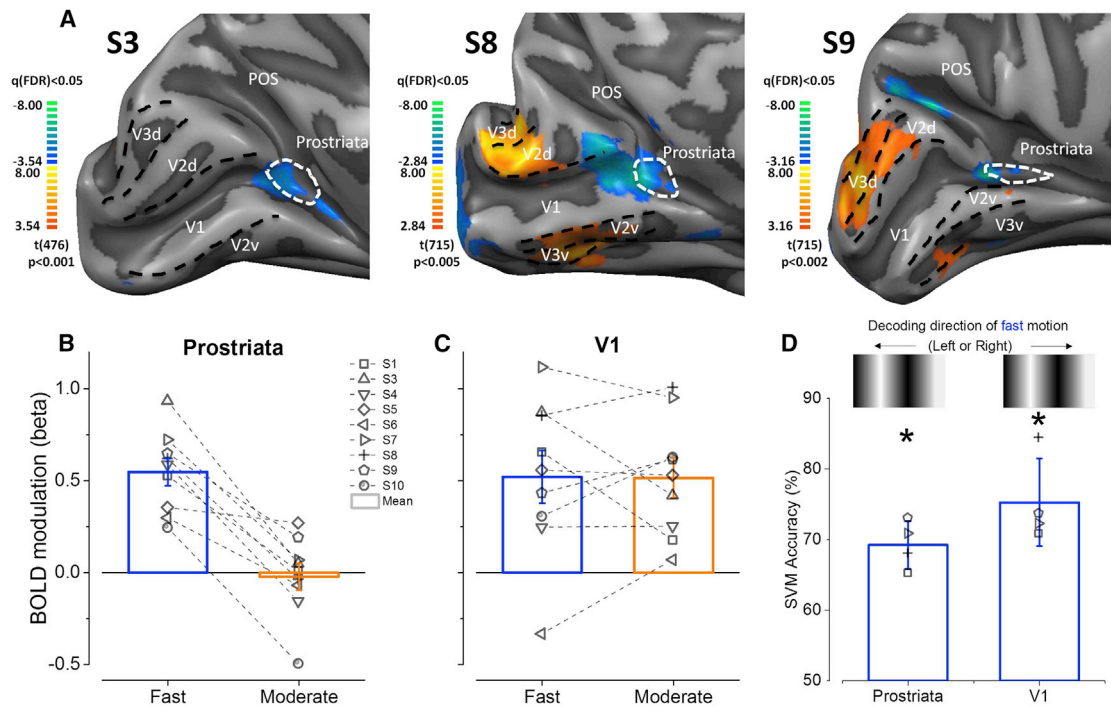 A
S3
S8
S9
q(FDR)<0.05
-8.00
-3.54
8.00
3.54
t(476)
p<0.001
POS
V3d
V2d
Prostriata
V1
V2v
q(FDR)<0.05
-8.00
-2.84
8.00
2.84
t(715)
p<0.005
POS
V3d
V2d
Prostriata
V1
V2v
V3v
q(FDR)<0.05
-8.00
-3.16
8.00
3.16
t(715)
p<0.002
POS
V2d
Prostriata
V3d
V2v
V1
V3v
B
Prostriata
BOLD modulation (beta)
1.0
0.5
0.0
-0.5
Fast
Moderate
S1
S3
S4
S5
S6
S7
S8
S9
S10
Mean
C
V1
Fast
Moderate
D
Decoding direction of fast motion
(Left or Right)
SVM Accuracy (%)
90
80
70
60
50
*
*
Prostriata
V1